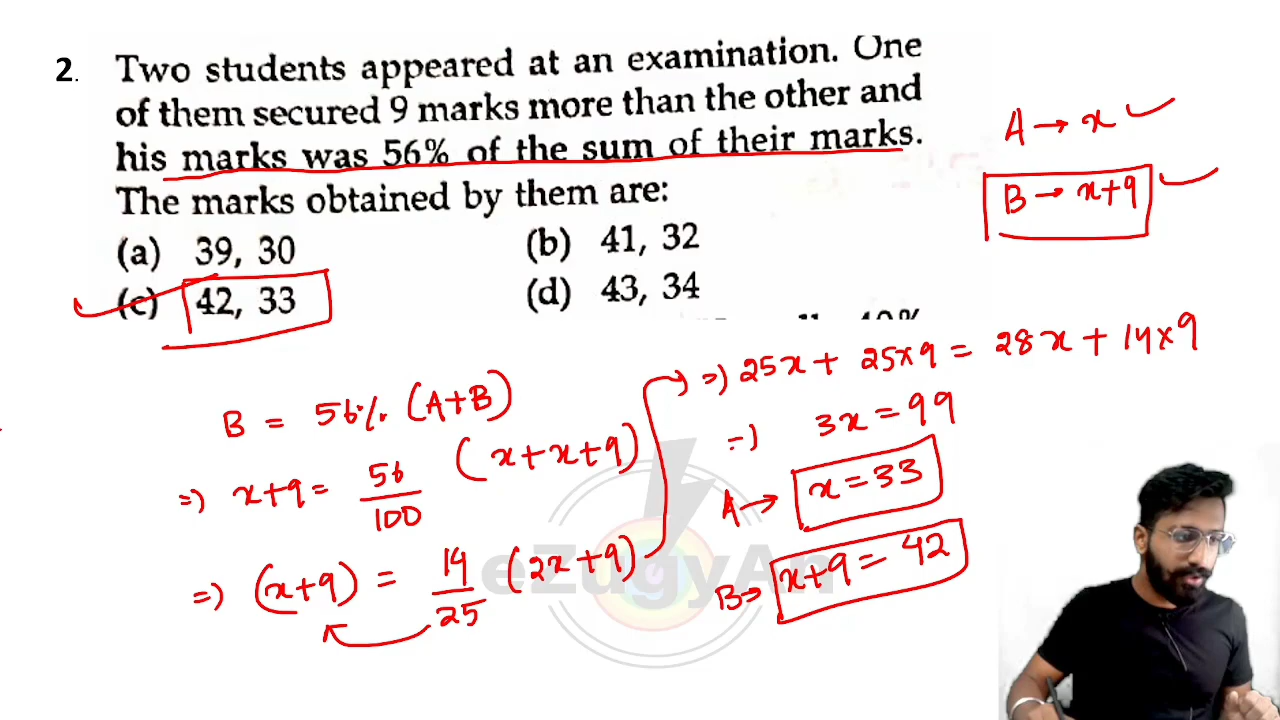 2. Two students appeared at an examination. One
of them secured 9 marks more than the other and
his marks was 56% of the sum of their marks.
The marks obtained by them are:
(a) 39, 30
(b) 41, 32
(c) 42, 33
(d) 43, 34
A → x
B → x+9
B = 56% (A+B)
=) x+9 = 56/100 (x+x+9)
=) (x+9) = 14/25 (2x+9)
=) 25x + 25×9 = 28x + 14×9
=) 3x = 99
A → x = 33
B → x+9 = 42
eZugyAn